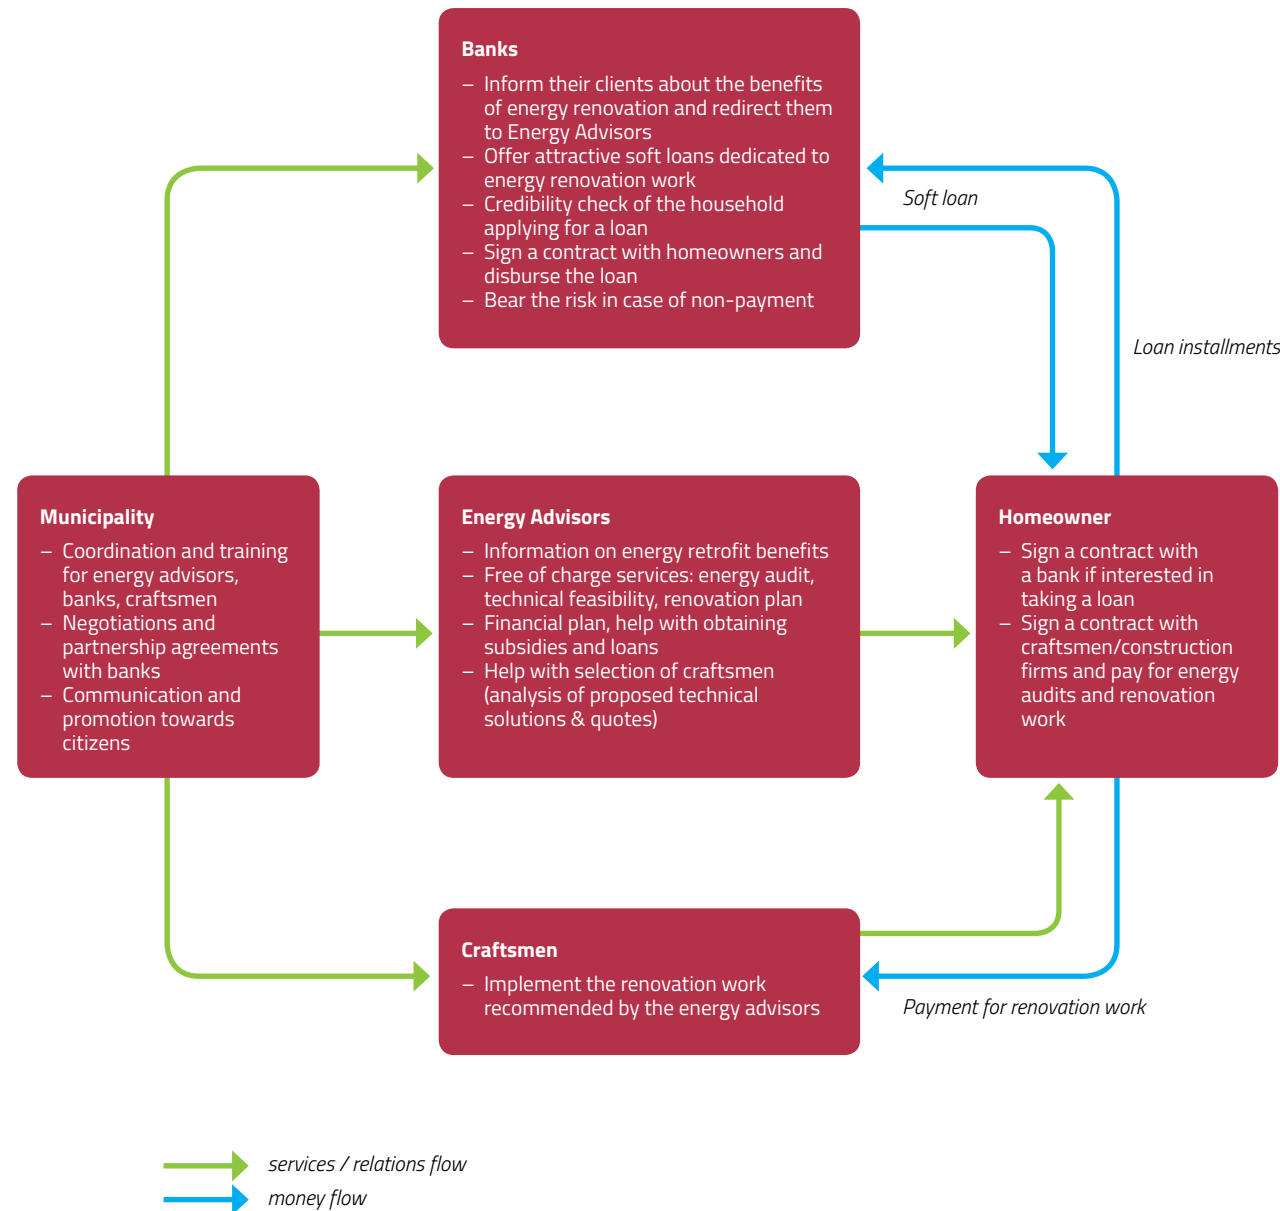 Banks
– Inform their clients about the benefits
of energy renovation and redirect them
to Energy Advisors
– Offer attractive soft loans dedicated to
energy renovation work
– Credibility check of the household
applying for a loan
– Sign a contract with homeowners and
disburse the loan
– Bear the risk in case of non-payment
Soft loan
Loan installments
Municipality
– Coordination and training
for energy advisors,
banks, craftsmen
– Negotiations and
partnership agreements
with banks
– Communication and
promotion towards
citizens
Energy Advisors
– Information on energy retrofit benefits
– Free of charge services: energy audit,
technical feasibility, renovation plan
– Financial plan, help with obtaining
subsidies and loans
– Help with selection of craftsmen
(analysis of proposed technical
solutions & quotes)
Homeowner
– Sign a contract with
a bank if interested in
taking a loan
– Sign a contract with
craftsmen/construction
firms and pay for energy
audits and renovation
work
Craftsmen
– Implement the renovation work
recommended by the energy advisors
Payment for renovation work
services / relations flow
money flow